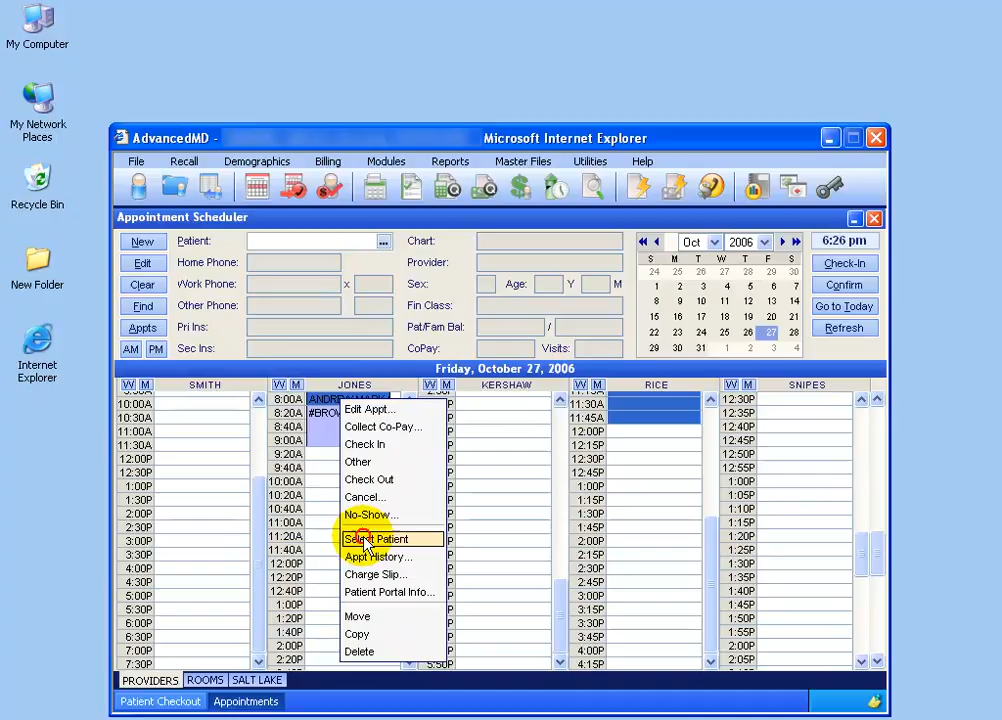 My Computer
My Network
Places
Recycle Bin
New Folder
Internet
Explorer
AdvancedMD - Microsoft Internet Explorer
File Recall Demographics Billing Modules Reports Master Files Utilities Help
Appointment Scheduler
New Patient: ... Chart: Oct 2006 6:26 pm
Edit Home Phone: Provider: S M T W T F S Check-In
24 25 26 27 28 29 30
Clear Work Phone: x Sex: Age: Y M 1 2 3 4 5 6 7 Confirm
8 9 10 11 12 13 14
Find Other Phone: Fin Class: 15 16 17 18 19 20 21 Go to Today
Appts Pri Ins: Pat/Fam Bal: / 22 23 24 25 26 27 28 Refresh
AM PM Sec Ins: CoPay: Visits: 29 30 31 1 2 3 4
Friday, October 27, 2006
W M SMITH W M JONES W M KERSHAW W M RICE W M SNIPES
10:00A
10:30A
11:00A
11:30A
12:00P
12:30P
1:00P
1:30P
2:00P
2:30P
3:00P
3:30P
4:00P
4:30P
5:00P
5:30P
6:00P
6:30P
7:00P
7:30P
8:00A
8:20A #BROW
8:40A
9:00A
9:20A
9:40A
10:00A
10:20A
10:40A
11:00A
11:20A
11:40A
12:00P
12:20P
12:40P
1:00P
1:20P
1:40P
2:00P
2:20P
Edit Appt...
Collect Co-Pay...
Check In
Other
Check Out
Cancel...
No-Show...
Select Patient
Appt History...
Charge Slip...
Patient Portal Info...
Move
Copy
Delete
11:30A
11:45A
12:00P
12:15P
12:30P
12:45P
1:00P
1:15P
1:30P
1:45P
2:00P
2:15P
2:30P
2:45P
3:00P
3:15P
3:30P
3:45P
4:00P
4:15P
12:30P
12:35P
12:40P
12:45P
12:50P
12:55P
1:00P
1:05P
1:10P
1:15P
1:20P
1:25P
1:30P
1:35P
1:40P
1:45P
1:50P
1:55P
2:00P
2:05P
PROVIDERS ROOMS SALT LAKE
Patient Checkout Appointments